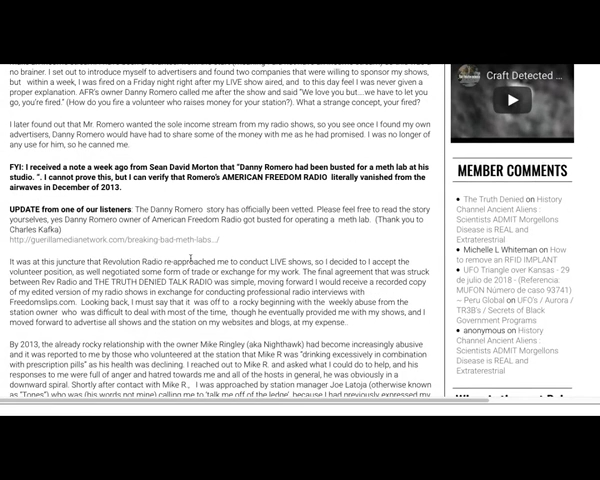 no brainer. I set out to introduce myself to advertisers and found two companies that were willing to sponsor my shows,
but within a week, I was fired on a Friday night right after my LIVE show aired, and to this day feel I was never given a
proper explanation. AFR's owner Danny Romero called me after the show and said "We love you but....we have to let you
go, you're fired." (How do you fire a volunteer who raises money for your station?). What a strange concept, your fired?
I later found out that Mr. Romero wanted the sole income stream from my radio shows, so you see once I found my own
advertisers, Danny Romero would have had to share some of the money with me as he had promised. I was no longer of
any use for him, so he canned me.
FYI: I received a note a week ago from Sean David Morton that "Danny Romero had been busted for a meth lab at his
studio. ". I cannot prove this, but I can verify that Romero's AMERICAN FREEDOM RADIO literally vanished from the
airwaves in December of 2013.
UPDATE from one of our listeners: The Danny Romero story has officially been vetted. Please feel free to read the story
yourselves, yes Danny Romero owner of American Freedom Radio got busted for operating a meth lab. (Thank you to
Charles Kafka)
http://guerillamedianetwork.com/breaking-bad-meth-labs.../
It was at this juncture that Revolution Radio re-approached me to conduct LIVE shows, so I decided to accept the
volunteer position, as well negotiated some form of trade or exchange for my work. The final agreement that was struck
between Rev Radio and THE TRUTH DENIED TALK RADIO was simple, moving forward I would receive a recorded copy
of my edited version of my radio shows in exchange for conducting professional radio interviews with
Freedomslips.com. Looking back, I must say that it was off to a rocky beginning with the weekly abuse from the
station owner who was difficult to deal with most of the time, though he eventually provided me with my shows, and I
moved forward to advertise all shows and the station on my websites and blogs, at my expense..
By 2013, the already rocky relationship with the owner Mike Ringley (aka Nighthawk) had become increasingly abusive
and it was reported to me by those who volunteered at the station that Mike R was "drinking excessively in combination
with prescription pills" as his health was declining. I reached out to Mike R. and asked what I could do to help, and his
responses to me were full of anger and hatred towards me and all of the hosts in general, he was obviously in a
downward spiral. Shortly after contact with Mike R., I was approached by station manager Joe Latoja (otherwise known
as "Tones") who was (his words not mine) calling me to 'talk me off of the ledge', because I had previously expressed my
Craft Detected ...
MEMBER COMMENTS
The Truth Denied on History
Channel Ancient Aliens :
Scientists ADMIT Morgellons
Disease is REAL and
Extraterrestrial
Michelle L Whiteman on How
to remove an RFID IMPLANT
UFO Triangle over Kansas - 29
de julio de 2018 - (Referencia:
MUFON Número de caso 93741)
~ Peru Global on UFO's / Aurora /
TR3B's / Secrets of Black
Government Programs
anonymous on History
Channel Ancient Aliens :
Scientists ADMIT Morgellons
Disease is REAL and
Extraterrestrial